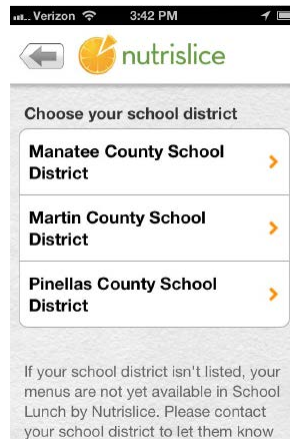 Verizon 3:42 PM
nutrislice
Choose your school district
Manatee County School
District
Martin County School
District
Pinellas County School
District
If your school district isn't listed, your
menus are not yet available in School
Lunch by Nutrislice. Please contact
your school district to let them know